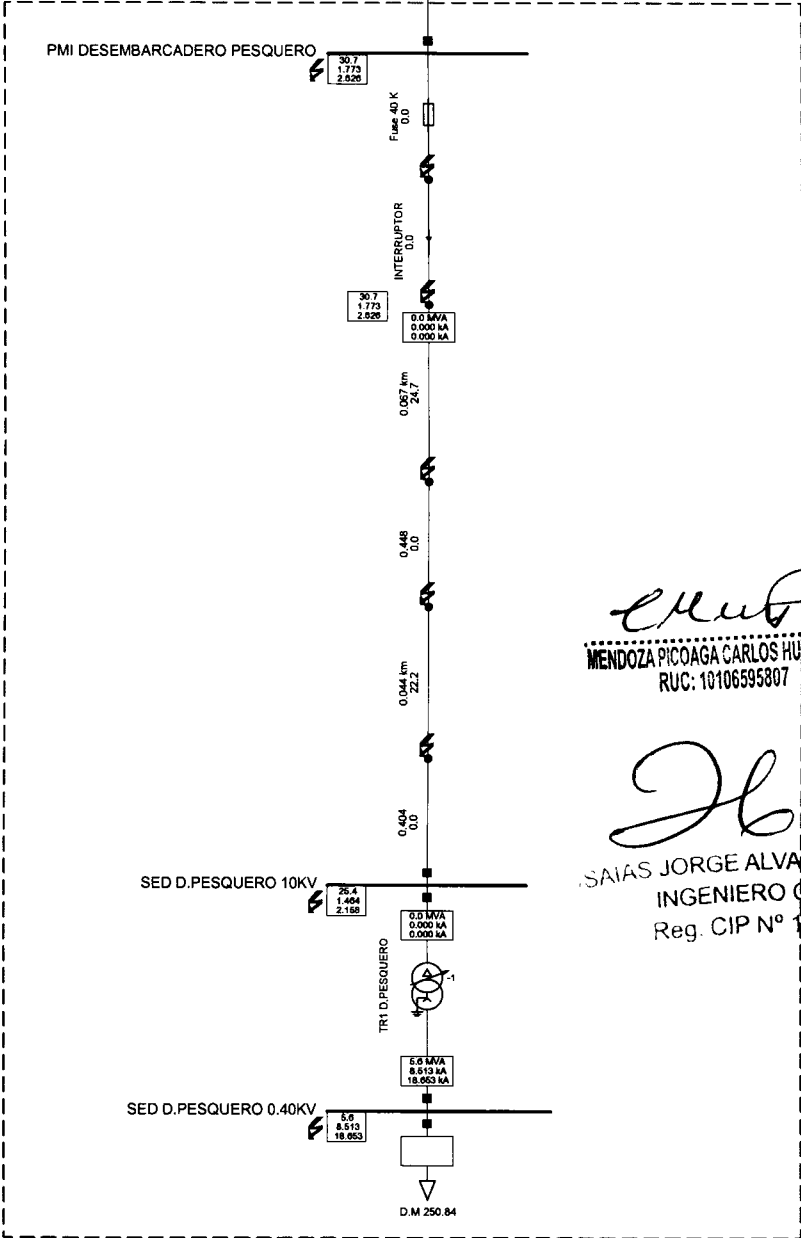 PMI DESEMBARCADERO PESQUERO
30.7
1.773
2.626
Fuse 40 K
0.0
INTERRUPTOR
0.0
30.7
1.773
2.626
0.0 MVA
0.000 kA
0.000 kA
0.067 km
24.7
0.448
0.0
0.044 km
22.2
0.404
0.0
MENDOZA PICOAGA CARLOS HU
RUC: 10106595807
SAIAS JORGE ALVA
INGENIERO
Reg. CIP Nº 1
SED D.PESQUERO 10KV
25.4
1.464
2.158
0.0 MVA
0.000 kA
0.000 kA
TR1 D.PESQUERO
-1
5.6 MVA
8.513 kA
18.653 kA
SED D.PESQUERO 0.40KV
5.6
8.513
18.653
D.M 250.84